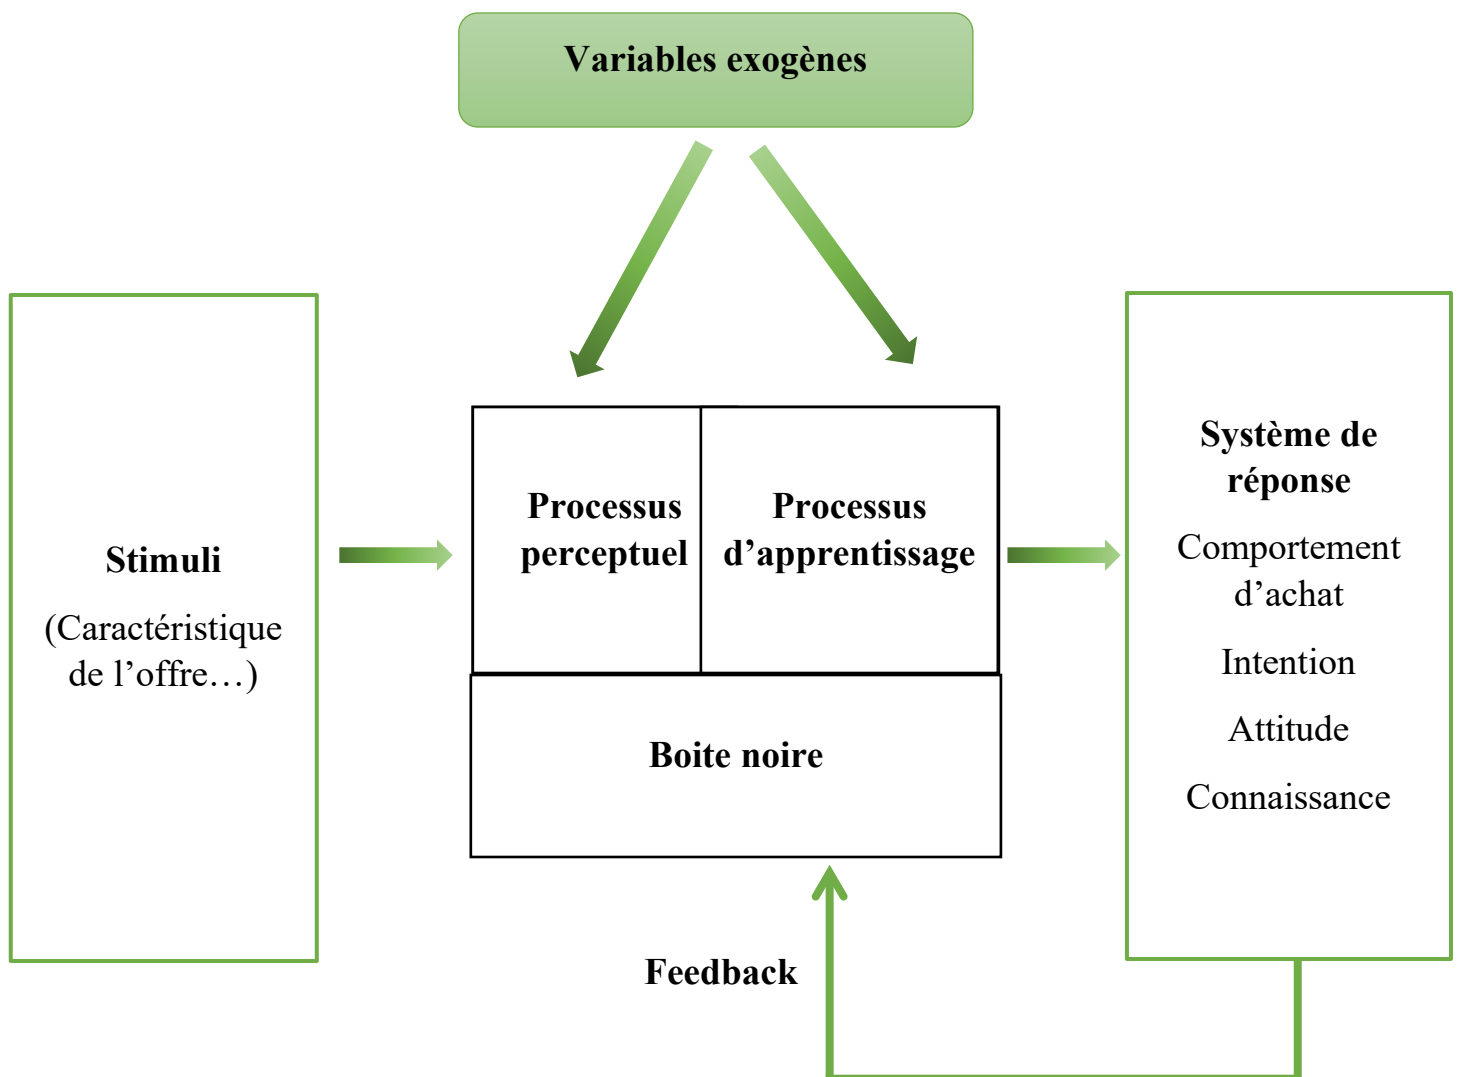 Variables exogènes
Stimuli
(Caractéristique
de l’offre…)
Processus
perceptuel
Processus
d’apprentissage
Boite noire
Système de
réponse
Comportement
d’achat
Intention
Attitude
Connaissance
Feedback